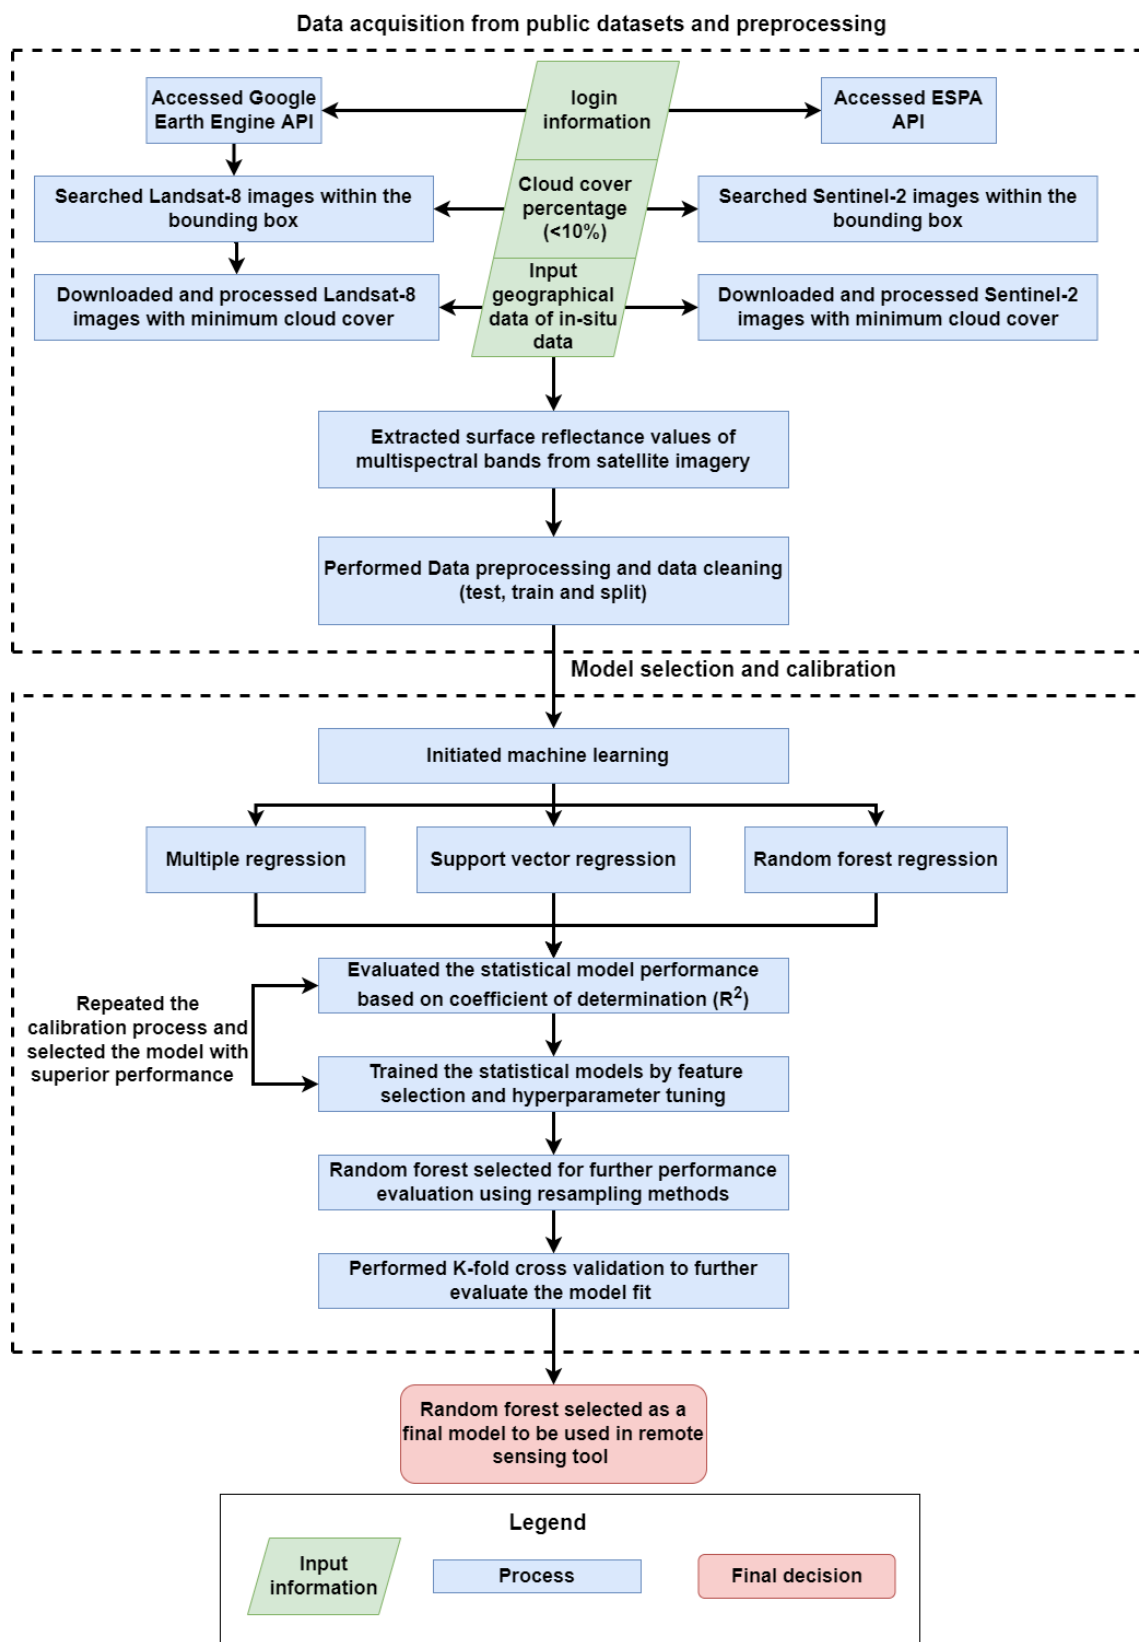 Data acquisition from public datasets and preprocessing
Accessed Google
Earth Engine API
login
information
Accessed ESPA
API
Searched Landsat-8 images within the
bounding box
Cloud cover
percentage
(<10%)
Searched Sentinel-2 images within the
bounding box
Downloaded and processed Landsat-8
images with minimum cloud cover
Input
geographical
data of in-situ
data
Downloaded and processed Sentinel-2
images with minimum cloud cover
Extracted surface reflectance values of
multispectral bands from satellite imagery
Performed Data preprocessing and data cleaning
(test, train and split)
Model selection and calibration
Initiated machine learning
Multiple regression
Support vector regression
Random forest regression
Evaluated the statistical model performance
based on coefficient of determination (R²)
Repeated the
calibration process and
selected the model with
superior performance
Trained the statistical models by feature
selection and hyperparameter tuning
Random forest selected for further performance
evaluation using resampling methods
Performed K-fold cross validation to further
evaluate the model fit
Random forest selected as a
final model to be used in remote
sensing tool
Legend
Input
information
Process
Final decision